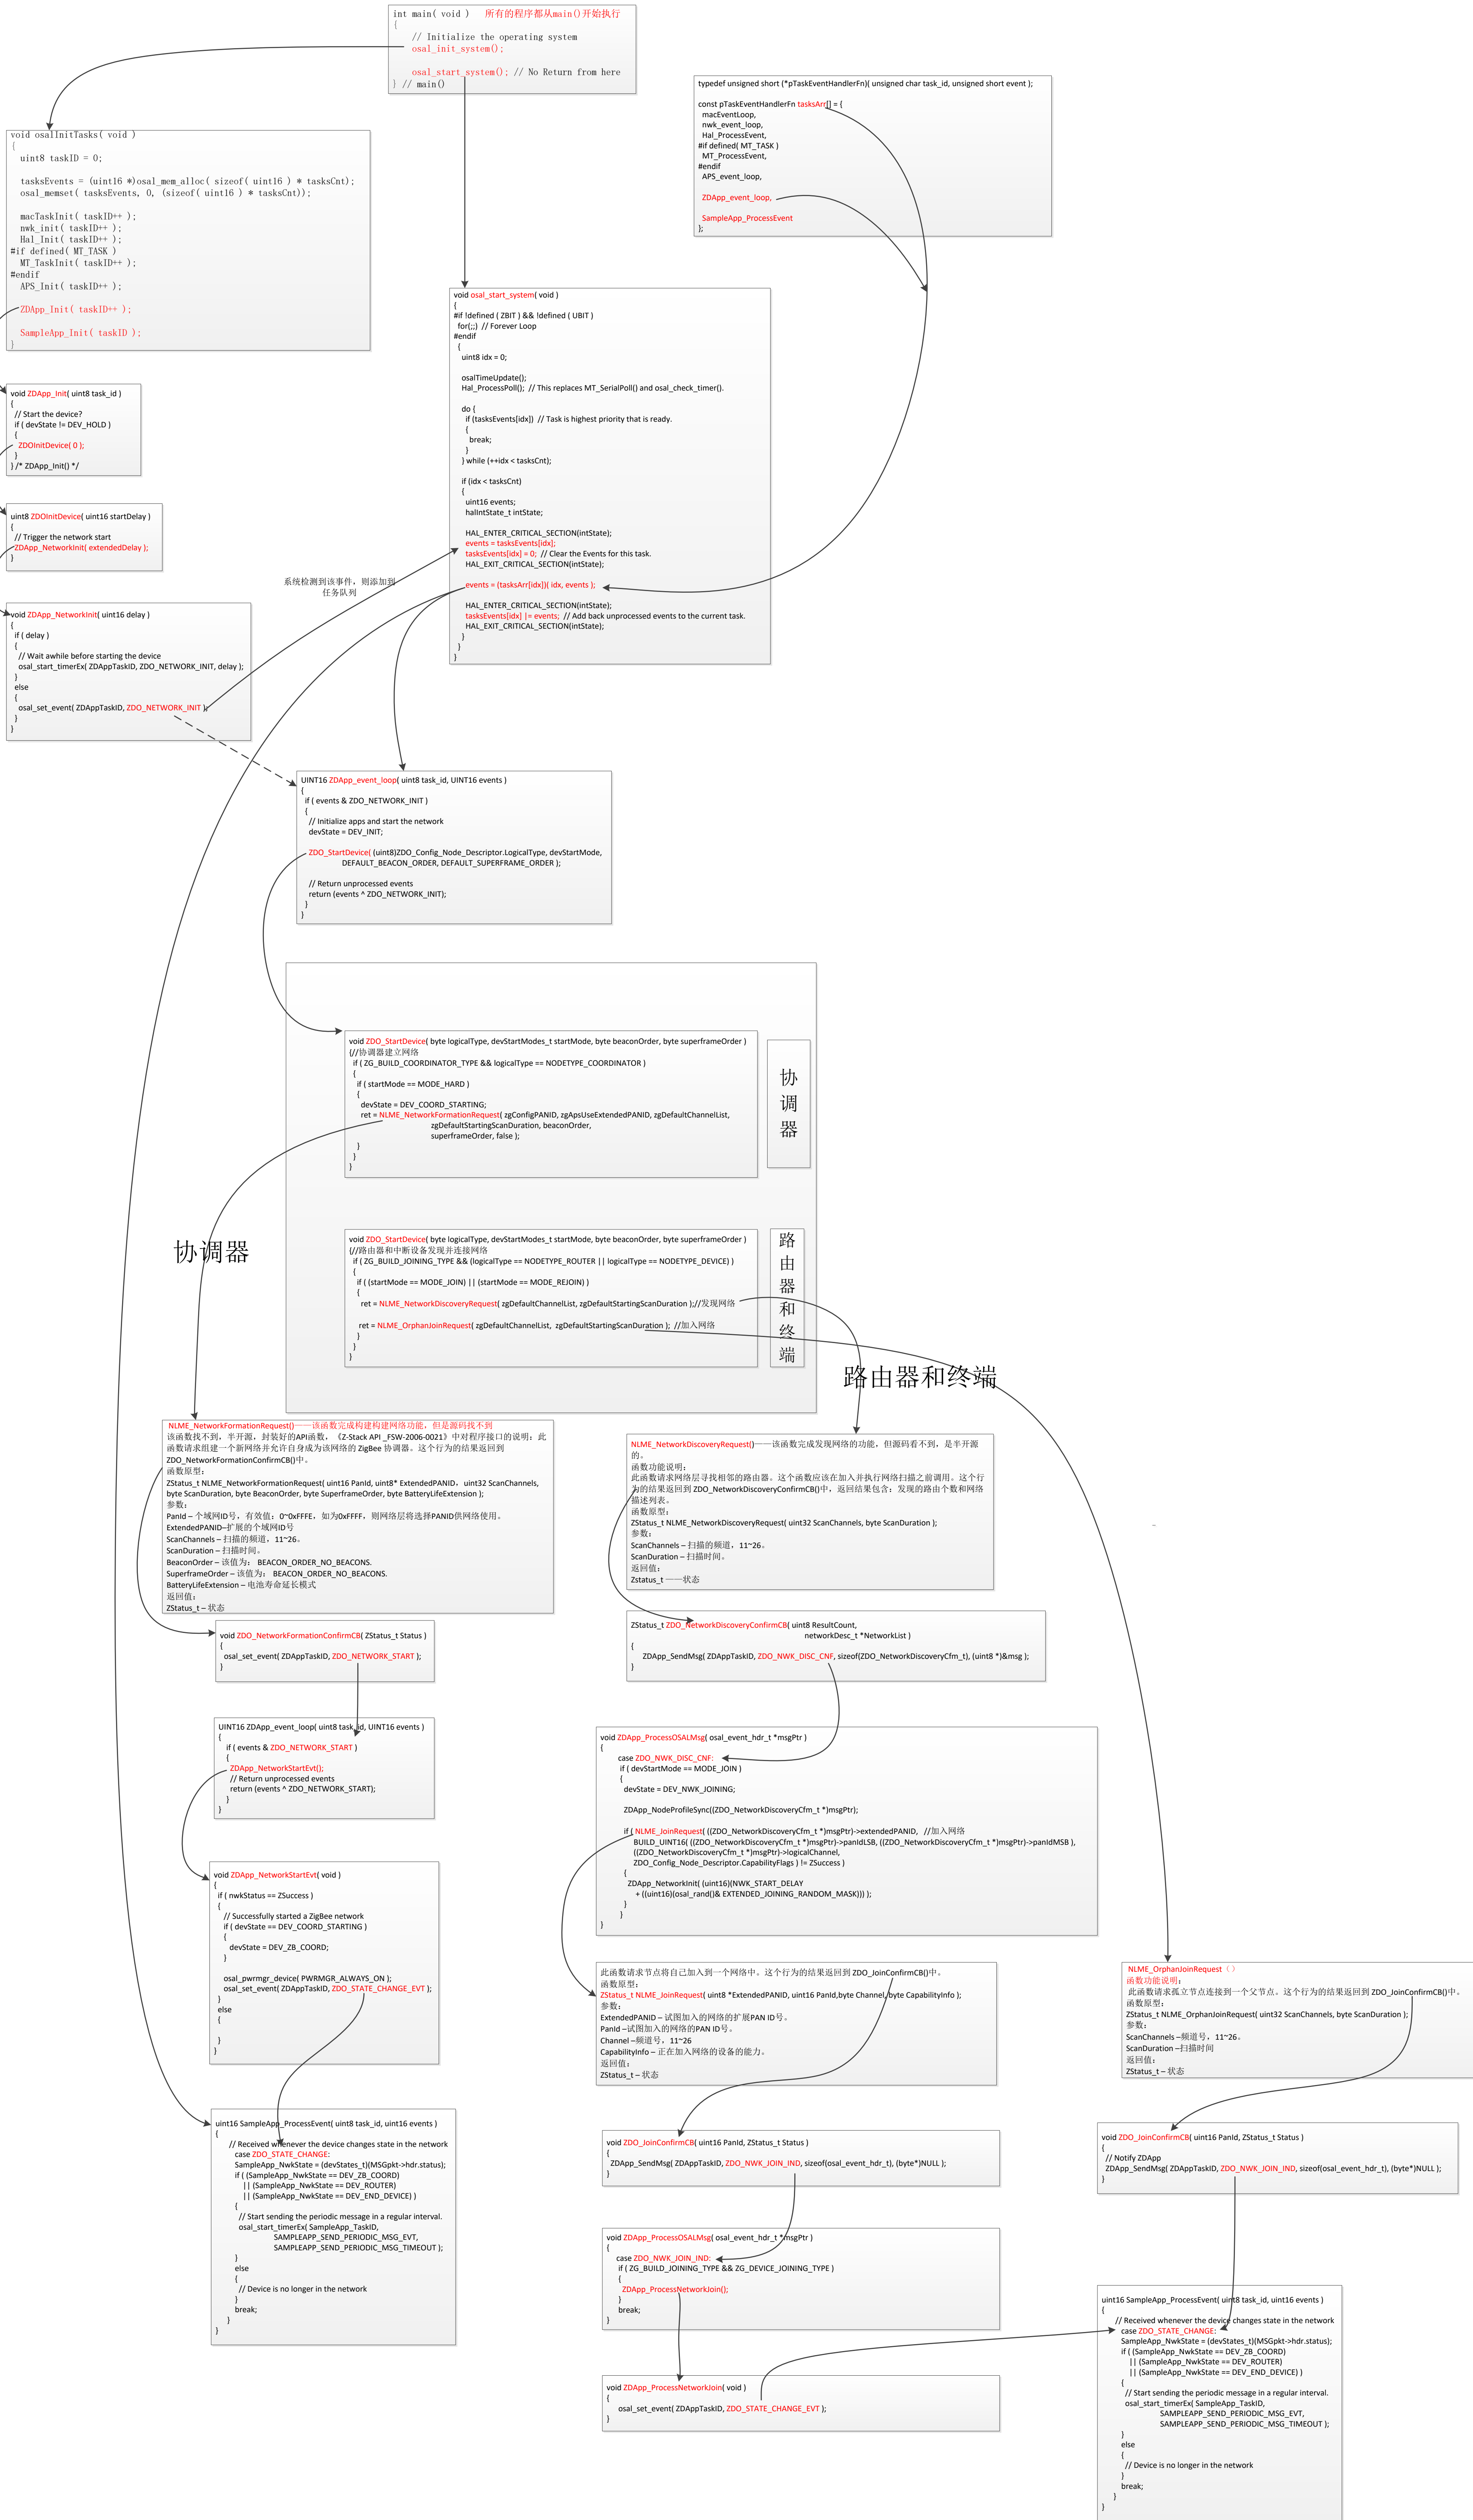 int main( void )   所有的程序都从main()开始执行
{
// Initialize the operating system
osal_init_system();
osal_start_system(); // No Return from here
} // main()
typedef unsigned short (*pTaskEventHandlerFn)( unsigned char task_id, unsigned short event );
const pTaskEventHandlerFn tasksArr[] = {
macEventLoop,
nwk_event_loop,
Hal_ProcessEvent,
#if defined( MT_TASK )
MT_ProcessEvent,
#endif
APS_event_loop,
ZDApp_event_loop,
SampleApp_ProcessEvent
};
void osalInitTasks( void )
{
uint8 taskID = 0;
tasksEvents = (uint16 *)osal_mem_alloc( sizeof( uint16 ) * tasksCnt);
osal_memset( tasksEvents, 0, (sizeof( uint16 ) * tasksCnt));
macTaskInit( taskID++ );
nwk_init( taskID++ );
Hal_Init( taskID++ );
#if defined( MT_TASK )
MT_TaskInit( taskID++ );
#endif
APS_Init( taskID++ );
ZDApp_Init( taskID++ );
SampleApp_Init( taskID );
}
void osal_start_system( void )
{
#if !defined ( ZBIT ) && !defined ( UBIT )
for(;;)  // Forever Loop
#endif
{
uint8 idx = 0;
osalTimeUpdate();
Hal_ProcessPoll();  // This replaces MT_SerialPoll() and osal_check_timer().
do {
if (tasksEvents[idx])  // Task is highest priority that is ready.
{
break;
}
} while (++idx < tasksCnt);
if (idx < tasksCnt)
{
uint16 events;
halIntState_t intState;
HAL_ENTER_CRITICAL_SECTION(intState);
events = tasksEvents[idx];
tasksEvents[idx] = 0;  // Clear the Events for this task.
HAL_EXIT_CRITICAL_SECTION(intState);
events = (tasksArr[idx])( idx, events );
HAL_ENTER_CRITICAL_SECTION(intState);
tasksEvents[idx] |= events;  // Add back unprocessed events to the current task.
HAL_EXIT_CRITICAL_SECTION(intState);
}
}
}
void ZDApp_Init( uint8 task_id )
{
// Start the device?
if ( devState != DEV_HOLD )
{
ZDOInitDevice( 0 );
}
} /* ZDApp_Init() */
uint8 ZDOInitDevice( uint16 startDelay )
{
// Trigger the network start
ZDApp_NetworkInit( extendedDelay );
}
系统检测到该事件，则添加到
任务队列
void ZDApp_NetworkInit( uint16 delay )
{
if ( delay )
{
// Wait awhile before starting the device
osal_start_timerEx( ZDAppTaskID, ZDO_NETWORK_INIT, delay );
}
else
{
osal_set_event( ZDAppTaskID, ZDO_NETWORK_INIT );
}
}
UINT16 ZDApp_event_loop( uint8 task_id, UINT16 events )
{
if ( events & ZDO_NETWORK_INIT )
{
// Initialize apps and start the network
devState = DEV_INIT;
ZDO_StartDevice( (uint8)ZDO_Config_Node_Descriptor.LogicalType, devStartMode,
DEFAULT_BEACON_ORDER, DEFAULT_SUPERFRAME_ORDER );
// Return unprocessed events
return (events ^ ZDO_NETWORK_INIT);
}
}
void ZDO_StartDevice( byte logicalType, devStartModes_t startMode, byte beaconOrder, byte superframeOrder )
{//协调器建立网络
if ( ZG_BUILD_COORDINATOR_TYPE && logicalType == NODETYPE_COORDINATOR )
{
if ( startMode == MODE_HARD )
{
devState = DEV_COORD_STARTING;
ret = NLME_NetworkFormationRequest( zgConfigPANID, zgApsUseExtendedPANID, zgDefaultChannelList,
zgDefaultStartingScanDuration, beaconOrder,
superframeOrder, false );
}
}
}
协
调
器
void ZDO_StartDevice( byte logicalType, devStartModes_t startMode, byte beaconOrder, byte superframeOrder )
{//路由器和中断设备发现并连接网络
if ( ZG_BUILD_JOINING_TYPE && (logicalType == NODETYPE_ROUTER || logicalType == NODETYPE_DEVICE) )
{
if ( (startMode == MODE_JOIN) || (startMode == MODE_REJOIN) )
{
ret = NLME_NetworkDiscoveryRequest( zgDefaultChannelList, zgDefaultStartingScanDuration );//发现网络
ret = NLME_OrphanJoinRequest( zgDefaultChannelList,  zgDefaultStartingScanDuration );  //加入网络
}
}
}
路
由
器
和
终
端
协调器
路由器和终端
NLME_NetworkFormationRequest()——该函数完成构建构建网络功能，但是源码找不到
该函数找不到，半开源，封装好的API函数，《Z-Stack API _FSW-2006-0021》中对程序接口的说明：此
函数请求组建一个新网络并允许自身成为该网络的 ZigBee 协调器。这个行为的结果返回到
ZDO_NetworkFormationConfirmCB()中。
函数原型：
ZStatus_t NLME_NetworkFormationRequest( uint16 PanId, uint8* ExtendedPANID，uint32 ScanChannels,
byte ScanDuration, byte BeaconOrder, byte SuperframeOrder, byte BatteryLifeExtension );
参数：
PanId – 个域网ID号，有效值：0~0xFFFE，如为0xFFFF，则网络层将选择PANID供网络使用。
ExtendedPANID–扩展的个域网ID号
ScanChannels – 扫描的频道，11~26。
ScanDuration – 扫描时间。
BeaconOrder – 该值为： BEACON_ORDER_NO_BEACONS.
SuperframeOrder – 该值为： BEACON_ORDER_NO_BEACONS.
BatteryLifeExtension – 电池寿命延长模式
返回值：
ZStatus_t – 状态
NLME_NetworkDiscoveryRequest()——该函数完成发现网络的功能，但源码看不到，是半开源
的。
函数功能说明：
此函数请求网络层寻找相邻的路由器。这个函数应该在加入并执行网络扫描之前调用。这个行
为的结果返回到 ZDO_NetworkDiscoveryConfirmCB()中，返回结果包含：发现的路由个数和网络
描述列表。
函数原型：
ZStatus_t NLME_NetworkDiscoveryRequest( uint32 ScanChannels, byte ScanDuration );
参数：
ScanChannels – 扫描的频道，11~26。
ScanDuration – 扫描时间。
返回值：
Zstatus_t ——状态
void ZDO_NetworkFormationConfirmCB( ZStatus_t Status )
{
osal_set_event( ZDAppTaskID, ZDO_NETWORK_START );
}
ZStatus_t ZDO_NetworkDiscoveryConfirmCB( uint8 ResultCount,
networkDesc_t *NetworkList )
{
ZDApp_SendMsg( ZDAppTaskID, ZDO_NWK_DISC_CNF, sizeof(ZDO_NetworkDiscoveryCfm_t), (uint8 *)&msg );
}
UINT16 ZDApp_event_loop( uint8 task_id, UINT16 events )
{
if ( events & ZDO_NETWORK_START )
{
ZDApp_NetworkStartEvt();
// Return unprocessed events
return (events ^ ZDO_NETWORK_START);
}
}
void ZDApp_ProcessOSALMsg( osal_event_hdr_t *msgPtr )
{
case ZDO_NWK_DISC_CNF:
if ( devStartMode == MODE_JOIN )
{
devState = DEV_NWK_JOINING;
ZDApp_NodeProfileSync((ZDO_NetworkDiscoveryCfm_t *)msgPtr);
if ( NLME_JoinRequest( ((ZDO_NetworkDiscoveryCfm_t *)msgPtr)->extendedPANID,   //加入网络
BUILD_UINT16( ((ZDO_NetworkDiscoveryCfm_t *)msgPtr)->panIdLSB, ((ZDO_NetworkDiscoveryCfm_t *)msgPtr)->panIdMSB ),
((ZDO_NetworkDiscoveryCfm_t *)msgPtr)->logicalChannel,
ZDO_Config_Node_Descriptor.CapabilityFlags ) != ZSuccess )
{
ZDApp_NetworkInit( (uint16)(NWK_START_DELAY
+ ((uint16)(osal_rand()& EXTENDED_JOINING_RANDOM_MASK))) );
}
}
}
void ZDApp_NetworkStartEvt( void )
{
if ( nwkStatus == ZSuccess )
{
// Successfully started a ZigBee network
if ( devState == DEV_COORD_STARTING )
{
devState = DEV_ZB_COORD;
}
osal_pwrmgr_device( PWRMGR_ALWAYS_ON );
osal_set_event( ZDAppTaskID, ZDO_STATE_CHANGE_EVT );
}
else
{
}
}
此函数请求节点将自己加入到一个网络中。这个行为的结果返回到 ZDO_JoinConfirmCB()中。
函数原型：
ZStatus_t NLME_JoinRequest( uint8 *ExtendedPANID, uint16 PanId,byte Channel, byte CapabilityInfo );
参数：
ExtendedPANID – 试图加入的网络的扩展PAN ID号。
PanId –试图加入的网络的PAN ID号。
Channel –频道号，11~26
CapabilityInfo – 正在加入网络的设备的能力。
返回值：
ZStatus_t – 状态
NLME_OrphanJoinRequest（）
函数功能说明：
此函数请求孤立节点连接到一个父节点。这个行为的结果返回到 ZDO_JoinConfirmCB()中。
函数原型：
ZStatus_t NLME_OrphanJoinRequest( uint32 ScanChannels, byte ScanDuration );
参数：
ScanChannels –频道号，11~26。
ScanDuration –扫描时间
返回值：
ZStatus_t – 状态
uint16 SampleApp_ProcessEvent( uint8 task_id, uint16 events )
{
// Received whenever the device changes state in the network
case ZDO_STATE_CHANGE:
SampleApp_NwkState = (devStates_t)(MSGpkt->hdr.status);
if ( (SampleApp_NwkState == DEV_ZB_COORD)
|| (SampleApp_NwkState == DEV_ROUTER)
|| (SampleApp_NwkState == DEV_END_DEVICE) )
{
// Start sending the periodic message in a regular interval.
osal_start_timerEx( SampleApp_TaskID,
SAMPLEAPP_SEND_PERIODIC_MSG_EVT,
SAMPLEAPP_SEND_PERIODIC_MSG_TIMEOUT );
}
else
{
// Device is no longer in the network
}
break;
}
}
void ZDO_JoinConfirmCB( uint16 PanId, ZStatus_t Status )
{
ZDApp_SendMsg( ZDAppTaskID, ZDO_NWK_JOIN_IND, sizeof(osal_event_hdr_t), (byte*)NULL );
}
void ZDO_JoinConfirmCB( uint16 PanId, ZStatus_t Status )
{
// Notify ZDApp
ZDApp_SendMsg( ZDAppTaskID, ZDO_NWK_JOIN_IND, sizeof(osal_event_hdr_t), (byte*)NULL );
}
void ZDApp_ProcessOSALMsg( osal_event_hdr_t *msgPtr )
{
case ZDO_NWK_JOIN_IND:
if ( ZG_BUILD_JOINING_TYPE && ZG_DEVICE_JOINING_TYPE )
{
ZDApp_ProcessNetworkJoin();
}
break;
}
void ZDApp_ProcessNetworkJoin( void )
{
osal_set_event( ZDAppTaskID, ZDO_STATE_CHANGE_EVT );
}
uint16 SampleApp_ProcessEvent( uint8 task_id, uint16 events )
{
// Received whenever the device changes state in the network
case ZDO_STATE_CHANGE:
SampleApp_NwkState = (devStates_t)(MSGpkt->hdr.status);
if ( (SampleApp_NwkState == DEV_ZB_COORD)
|| (SampleApp_NwkState == DEV_ROUTER)
|| (SampleApp_NwkState == DEV_END_DEVICE) )
{
// Start sending the periodic message in a regular interval.
osal_start_timerEx( SampleApp_TaskID,
SAMPLEAPP_SEND_PERIODIC_MSG_EVT,
SAMPLEAPP_SEND_PERIODIC_MSG_TIMEOUT );
}
else
{
// Device is no longer in the network
}
break;
}
}